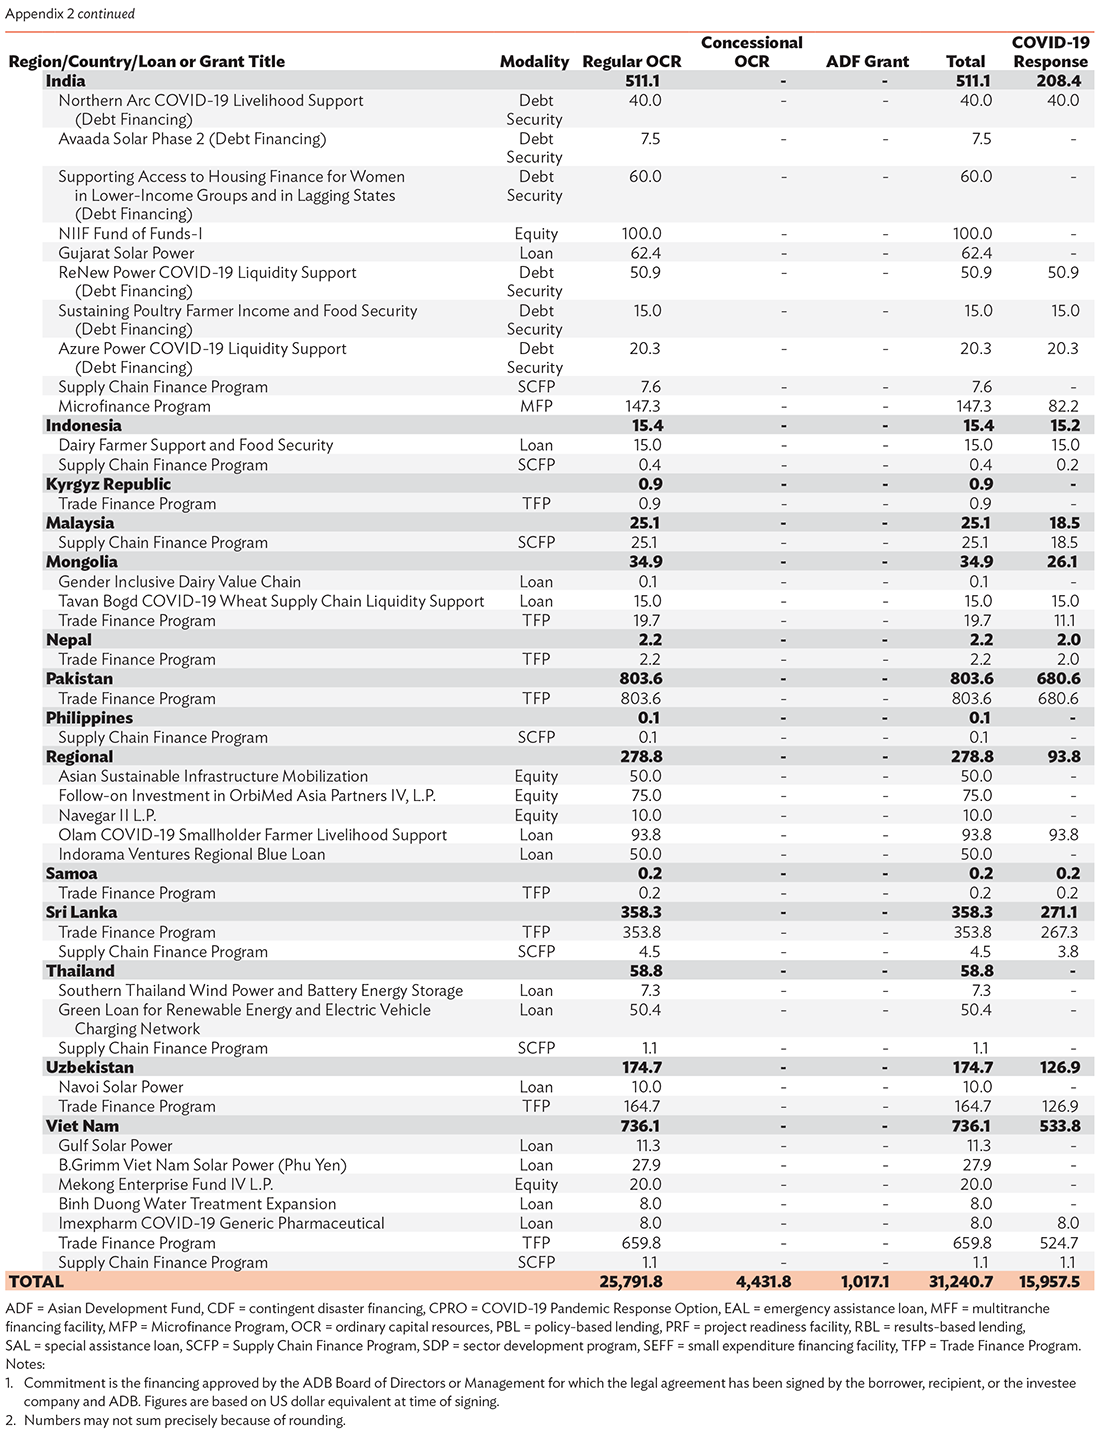 Appendix 2 continued
Concessional COVID-19
Region/Country/Loan or Grant Title Modality Regular OCR OCR ADF Grant Total Response
India 511.1 - - 511.1 208.4
Northern Arc COVID-19 Livelihood Support Debt 40.0 - - 40.0 40.0
(Debt Financing) Security
Avaada Solar Phase 2 (Debt Financing) Debt 7.5 - - 7.5 -
Security
Supporting Access to Housing Finance for Women Debt 60.0 - - 60.0 -
in Lower-Income Groups and in Lagging States Security
(Debt Financing)
NIIF Fund of Funds-I Equity 100.0 - - 100.0 -
Gujarat Solar Power Loan 62.4 - - 62.4 -
ReNew Power COVID-19 Liquidity Support Debt 50.9 - - 50.9 50.9
(Debt Financing) Security
Sustaining Poultry Farmer Income and Food Security Debt 15.0 - - 15.0 15.0
(Debt Financing) Security
Azure Power COVID-19 Liquidity Support Debt 20.3 - - 20.3 20.3
(Debt Financing) Security
Supply Chain Finance Program SCFP 7.6 - - 7.6 -
Microfinance Program MFP 147.3 - - 147.3 82.2
Indonesia 15.4 - - 15.4 15.2
Dairy Farmer Support and Food Security Loan 15.0 - - 15.0 15.0
Supply Chain Finance Program SCFP 0.4 - - 0.4 0.2
Kyrgyz Republic 0.9 - - 0.9 -
Trade Finance Program TFP 0.9 - - 0.9 -
Malaysia 25.1 - - 25.1 18.5
Supply Chain Finance Program SCFP 25.1 - - 25.1 18.5
Mongolia 34.9 - - 34.9 26.1
Gender Inclusive Dairy Value Chain Loan 0.1 - - 0.1 -
Tavan Bogd COVID-19 Wheat Supply Chain Liquidity Support Loan 15.0 - - 15.0 15.0
Trade Finance Program TFP 19.7 - - 19.7 11.1
Nepal 2.2 - - 2.2 2.0
Trade Finance Program TFP 2.2 - - 2.2 2.0
Pakistan 803.6 - - 803.6 680.6
Trade Finance Program TFP 803.6 - - 803.6 680.6
Philippines 0.1 - - 0.1 -
Supply Chain Finance Program SCFP 0.1 - - 0.1 -
Regional 278.8 - - 278.8 93.8
Asian Sustainable Infrastructure Mobilization Equity 50.0 - - 50.0 -
Follow-on Investment in OrbiMed Asia Partners IV, L.P. Equity 75.0 - - 75.0 -
Navegar II L.P. Equity 10.0 - - 10.0 -
Olam COVID-19 Smallholder Farmer Livelihood Support Loan 93.8 - - 93.8 93.8
Indorama Ventures Regional Blue Loan Loan 50.0 - - 50.0 -
Samoa 0.2 - - 0.2 0.2
Trade Finance Program TFP 0.2 - - 0.2 0.2
Sri Lanka 358.3 - - 358.3 271.1
Trade Finance Program TFP 353.8 - - 353.8 267.3
Supply Chain Finance Program SCFP 4.5 - - 4.5 3.8
Thailand 58.8 - - 58.8 -
Southern Thailand Wind Power and Battery Energy Storage Loan 7.3 - - 7.3 -
Green Loan for Renewable Energy and Electric Vehicle Loan 50.4 - - 50.4 -
Charging Network
Supply Chain Finance Program SCFP 1.1 - - 1.1 -
Uzbekistan 174.7 - - 174.7 126.9
Navoi Solar Power Loan 10.0 - - 10.0 -
Trade Finance Program TFP 164.7 - - 164.7 126.9
Viet Nam 736.1 - - 736.1 533.8
Gulf Solar Power Loan 11.3 - - 11.3 -
B.Grimm Viet Nam Solar Power (Phu Yen) Loan 27.9 - - 27.9 -
Mekong Enterprise Fund IV L.P. Equity 20.0 - - 20.0 -
Binh Duong Water Treatment Expansion Loan 8.0 - - 8.0 -
Imexpharm COVID-19 Generic Pharmaceutical Loan 8.0 - - 8.0 8.0
Trade Finance Program TFP 659.8 - - 659.8 524.7
Supply Chain Finance Program SCFP 1.1 - - 1.1 1.1
TOTAL 25,791.8 4,431.8 1,017.1 31,240.7 15,957.5
ADF = Asian Development Fund, CDF = contingent disaster financing, CPRO = COVID-19 Pandemic Response Option, EAL = emergency assistance loan, MFF = multitranche
financing facility, MFP = Microfinance Program, OCR = ordinary capital resources, PBL = policy-based lending, PRF = project readiness facility, RBL = results-based lending,
SAL = special assistance loan, SCFP = Supply Chain Finance Program, SDP = sector development program, SEFF = small expenditure financing facility, TFP = Trade Finance Program.
Notes:
1. Commitment is the financing approved by the ADB Board of Directors or Management for which the legal agreement has been signed by the borrower, recipient, or the investee
company and ADB. Figures are based on US dollar equivalent at time of signing.
2. Numbers may not sum precisely because of rounding.